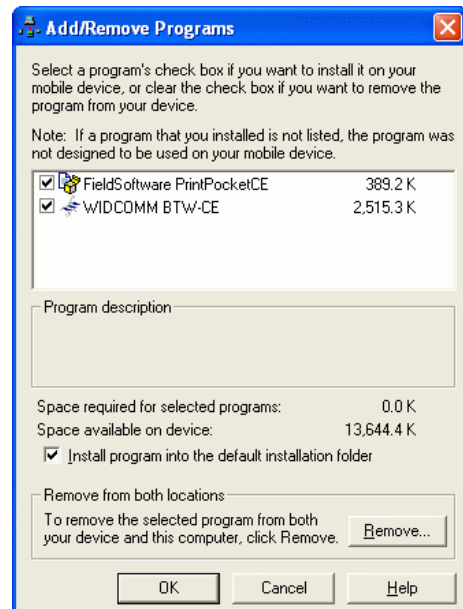 Add/Remove Programs
Select a program's check box if you want to install it on your
mobile device, or clear the check box if you want to remove the
program from your device.
Note: If a program that you installed is not listed, the program was
not designed to be used on your mobile device.
FieldSoftware PrintPocketCE 389.2 K
WIDCOMM BTW-CE 2,515.3 K
Program description
Space required for selected programs: 0.0 K
Space available on device: 13,644.4 K
Install program into the default installation folder
Remove from both locations
To remove the selected program from both
your device and this computer, click Remove.
Remove...
OK Cancel Help